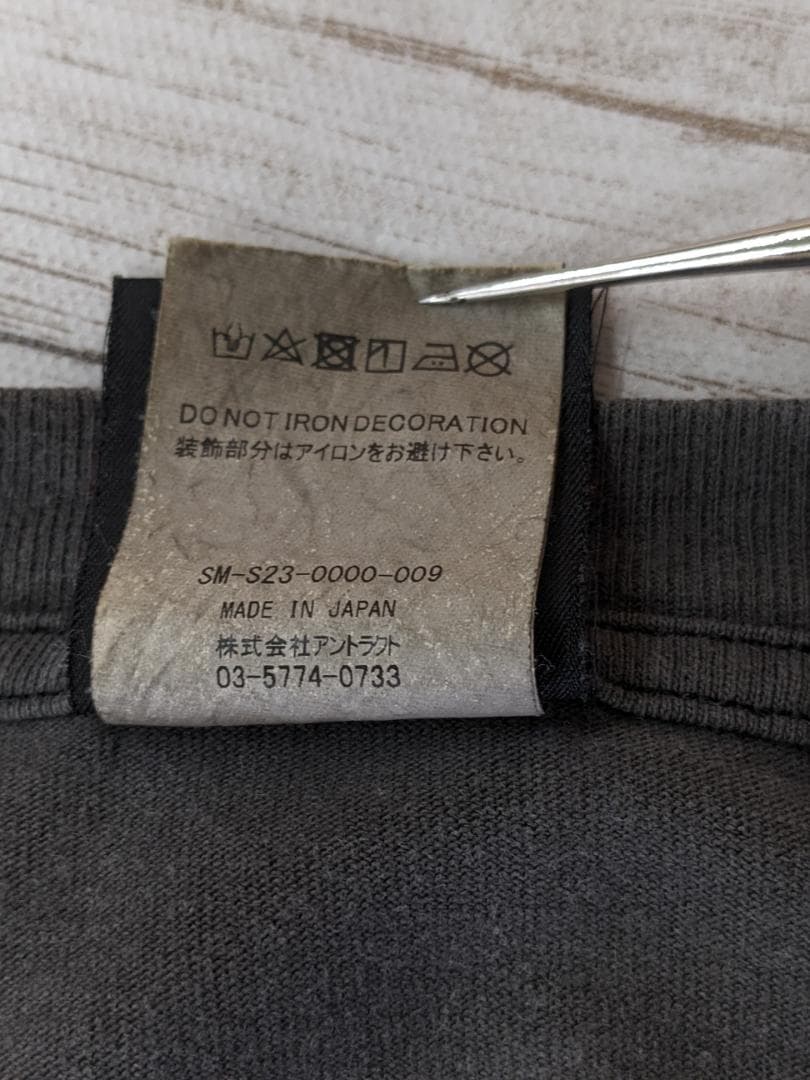 DO NOT IRON DECORATION
装飾部分はアイロンをお避け下さい。
SM-S23-0000-009
MADE IN JAPAN
株式会社アントラクト
03-5774-0733